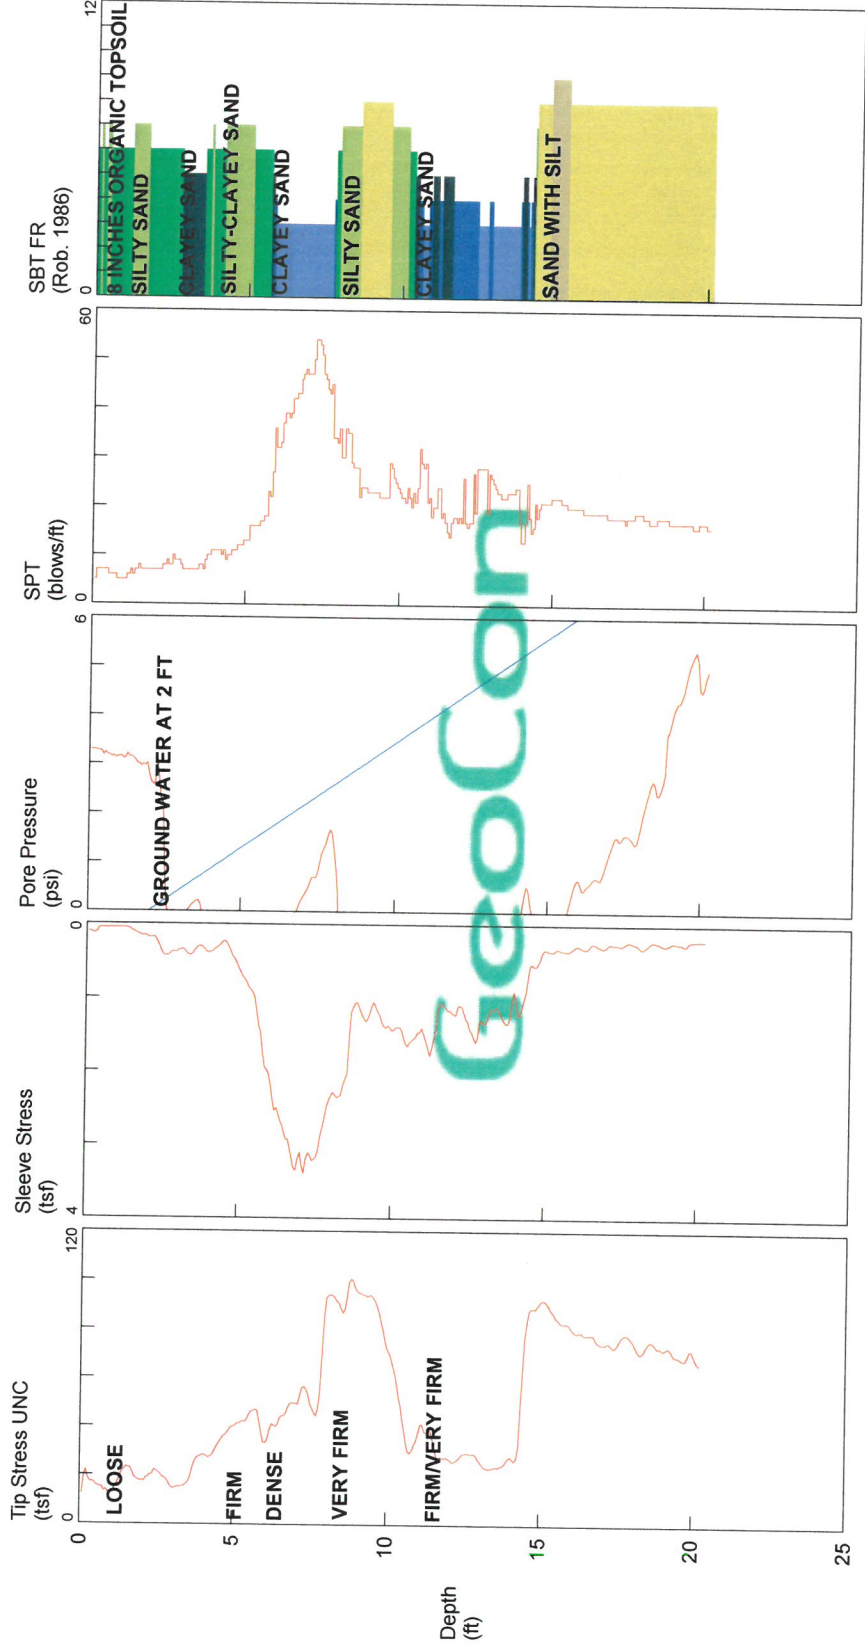 Tip Stress UNC
(tsf)
0
120
LOOSE
FIRM
DENSE
VERY FIRM
FIRM/VERY FIRM
Sleeve Stress
(tsf)
4
0
Pore Pressure
(psi)
0
6
GROUND WATER AT 2 FT
SPT
(blows/ft)
0
60
SBT FR
(Rob. 1986)
0
12
8 INCHES ORGANIC TOPSOIL
SILTY SAND
CLAYEY SAND
SILTY-CLAYEY SAND
CLAYEY SAND
SILTY SAND
CLAYEY SAND
SAND WITH SILT
0
5
10
15
20
25
Depth
(ft)
GeoCon